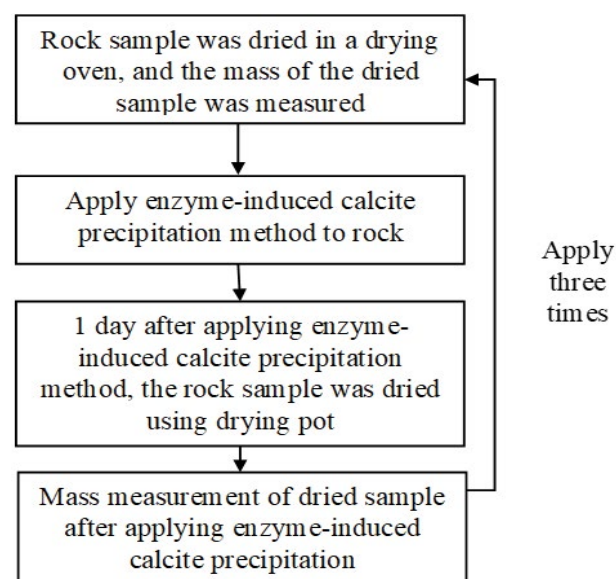 Rock sample was dried in a drying
oven, and the mass of the dried
sample was measured
Apply enzyme-induced calcite
precipitation method to rock
1 day after applying enzyme-
induced calcite precipitation
method, the rock sample was dried
using drying pot
Mass measurement of dried sample
after applying enzyme-induced
calcite precipitation
Apply
three
times